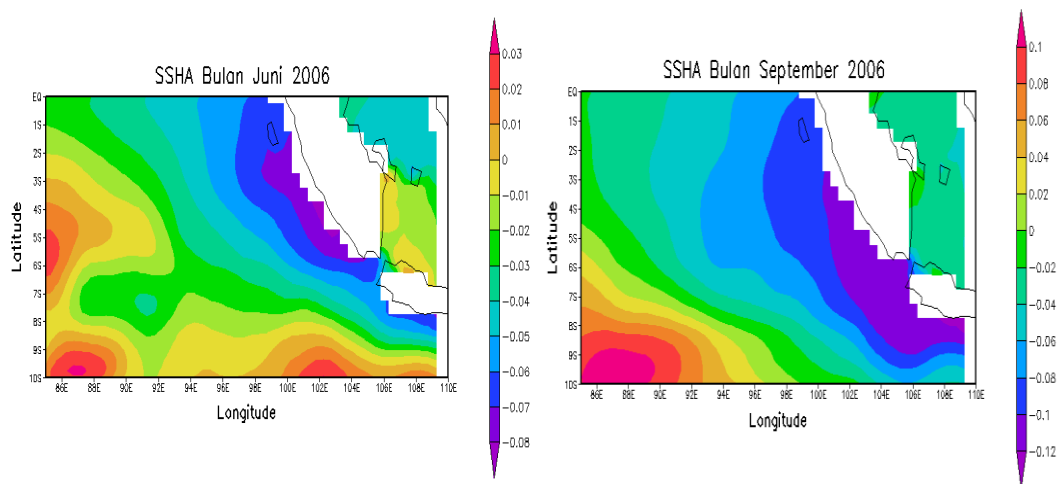 SSHA Bulan Juni 2006
Latitude
EQ
1S
2S
3S
4S
5S
6S
7S
8S
9S
10S
86E 88E 90E 92E 94E 96E 98E 100E 102E 104E 106E 108E 110E
Longitude
0.03
0.02
0.01
0
−0.01
−0.02
−0.03
−0.04
−0.05
−0.06
−0.07
−0.08
SSHA Bulan September 2006
Latitude
EQ
1S
2S
3S
4S
5S
6S
7S
8S
9S
10S
86E 88E 90E 92E 94E 96E 98E 100E 102E 104E 106E 108E 110E
Longitude
0.1
0.08
0.06
0.04
0.02
0
−0.02
−0.04
−0.06
−0.08
−0.1
−0.12